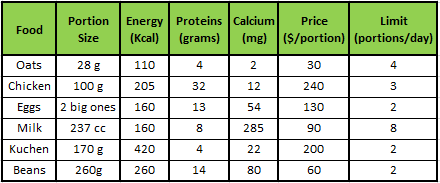 Food Portion Size Energy (Kcal) Proteins (grams) Calcium (mg) Price ($/portion) Limit (portions/day)
Oats 28 g 110 4 2 30 4
Chicken 100 g 205 32 12 240 3
Eggs 2 big ones 160 13 54 130 2
Milk 237 cc 160 8 285 90 8
Kuchen 170 g 420 4 22 200 2
Beans 260g 260 14 80 60 2